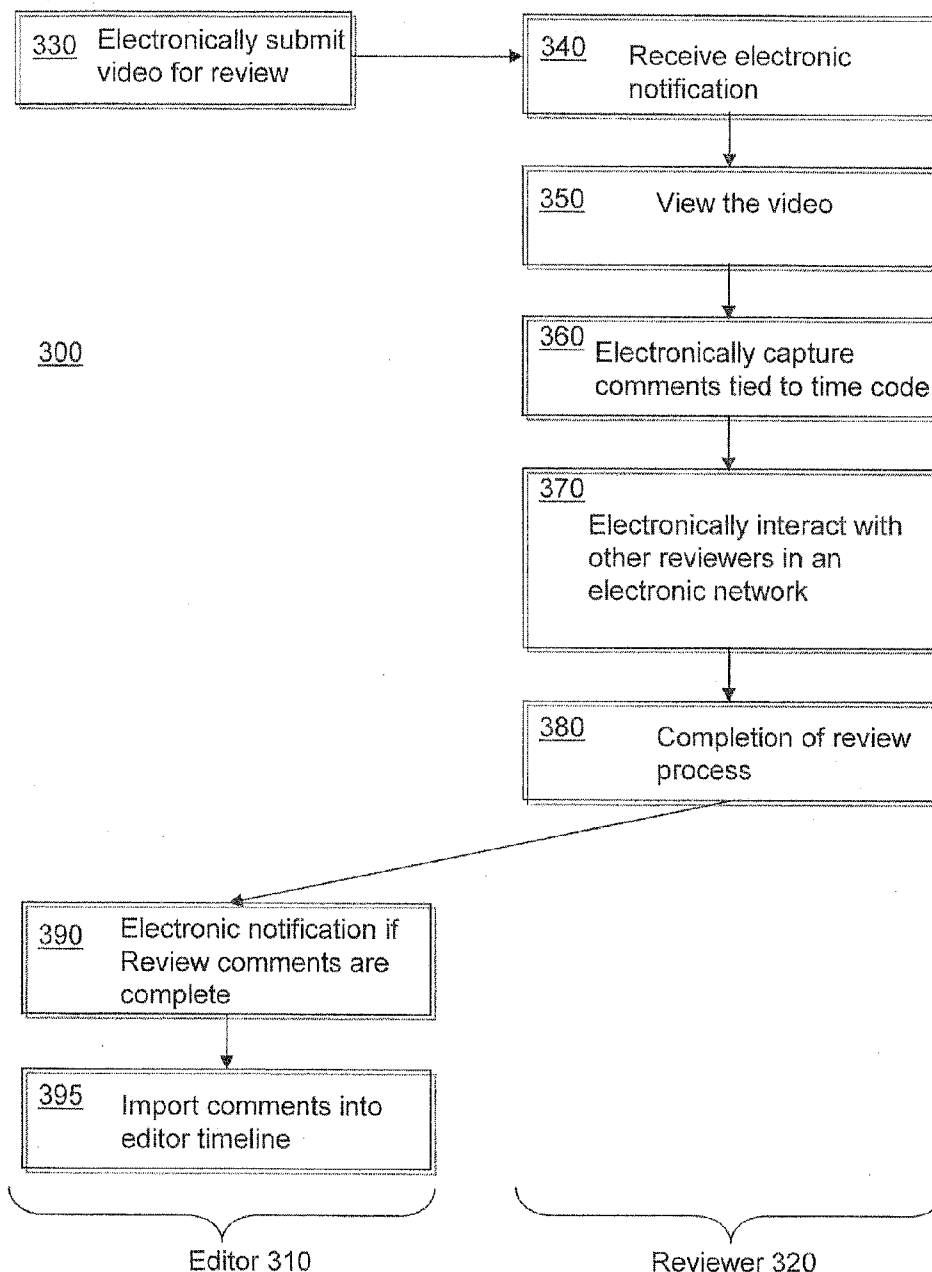 330 Electronically submit
video for review
340 Receive electronic
notification
350 View the video
300
360
Electronically capture
comments tied to time code
370
Electronically interact with
other reviewers in an
electronic network
380 Completion of review
process
390 Electronic notification if
Review comments are
complete
395 Import comments into
editor timeline
Editor 310
Reviewer 320